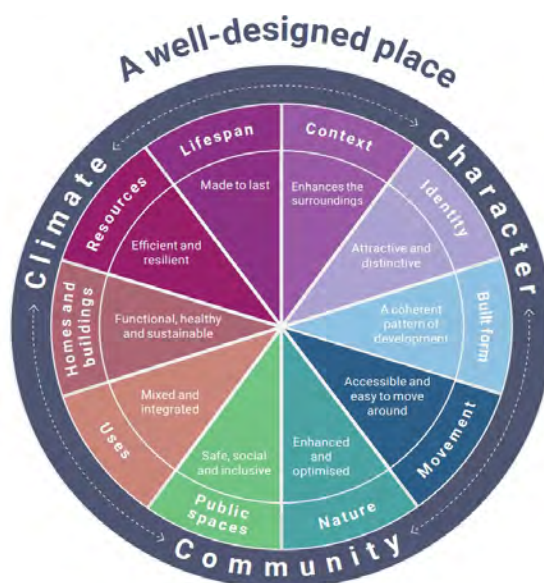 A well-designed place
Climate
Character
Community
Context
Enhances the
surroundings
Identity
Attractive and
distinctive
Built form
A coherent
pattern of
development
Movement
Accessible and
easy to move
around
Nature
Enhanced
and
optimised
Public
spaces
Safe, social
and inclusive
Uses
Mixed and
integrated
Homes and
buildings
Functional, healthy
and sustainable
Resources
Efficient and
resilient
Lifespan
Made to last